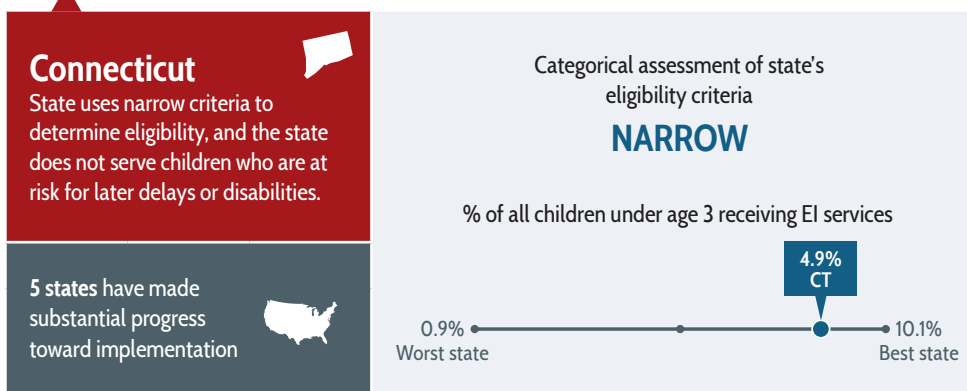 Connecticut
State uses narrow criteria to
determine eligibility, and the state
does not serve children who are at
risk for later delays or disabilities.
5 states have made
substantial progress
toward implementation
Categorical assessment of state’s
eligibility criteria
NARROW
% of all children under age 3 receiving EI services
4.9%
CT
0.9%
Worst state
10.1%
Best state